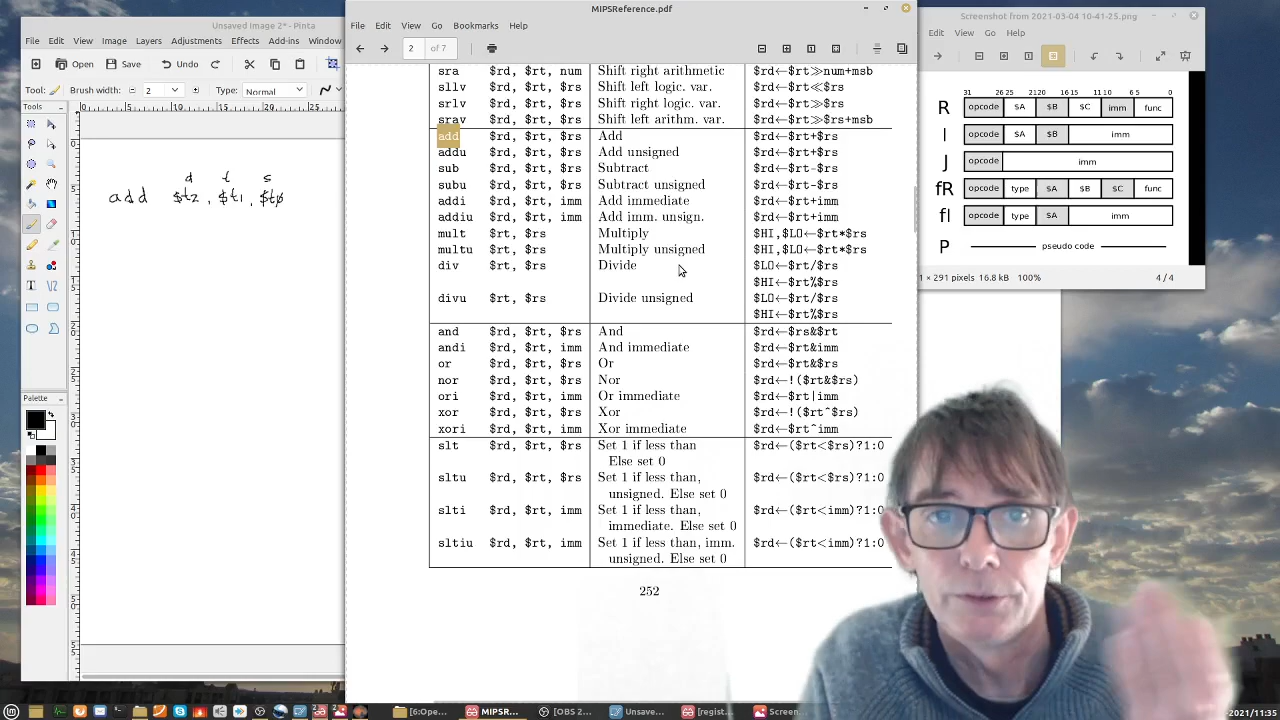 Unsaved Image 2* - Pinta
File Edit View Image Layers Adjustments Effects Add-ins Window
Open Save Undo
Tool: Brush width: 2 Type: Normal
Tools
0 5 10 15 20 25
d t s
add $t2, $t1, $t0
Palette
MIPSReference.pdf
File Edit View Go Bookmarks Help
2 of 7
sra $rd, $rt, num Shift right arithmetic $rd←$rt≫num+msb
sllv $rd, $rt, $rs Shift left logic. var. $rd←$rt≪$rs
srlv $rd, $rt, $rs Shift right logic. var. $rd←$rt≫$rs
srav $rd, $rt, $rs Shift left arithm. var. $rd←$rt≫$rs+msb
add $rd, $rt, $rs Add $rd←$rt+$rs
addu $rd, $rt, $rs Add unsigned $rd←$rt+$rs
sub $rd, $rt, $rs Subtract $rd←$rt-$rs
subu $rd, $rt, $rs Subtract unsigned $rd←$rt-$rs
addi $rd, $rt, imm Add immediate $rd←$rt+imm
addiu $rd, $rt, imm Add imm. unsign. $rd←$rt+imm
mult $rt, $rs Multiply $HI,$LO←$rt*$rs
multu $rt, $rs Multiply unsigned $HI,$LO←$rt*$rs
div $rt, $rs Divide $LO←$rt/$rs
$HI←$rt%$rs
divu $rt, $rs Divide unsigned $LO←$rt/$rs
$HI←$rt%$rs
and $rd, $rt, $rs And $rd←$rs&$rt
andi $rd, $rt, imm And immediate $rd←$rt&imm
or $rd, $rt, $rs Or $rd←$rt&$rs
nor $rd, $rt, $rs Nor $rd←!($rt&$rs)
ori $rd, $rt, imm Or immediate $rd←$rt|imm
xor $rd, $rt, $rs Xor $rd←!($rt^$rs)
xori $rd, $rt, imm Xor immediate $rd←$rt^imm
slt $rd, $rt, $rs Set 1 if less than $rd←($rt<$rs)?1:0
Else set 0
sltu $rd, $rt, $rs Set 1 if less than, $rd←($rt<$rs)?1:0
unsigned. Else set 0
slti $rd, $rt, imm Set 1 if less than, $rd←($rt<imm)?1:0
immediate. Else set 0
sltiu $rd, $rt, imm Set 1 if less than, imm. $rd←($rt<imm)?1:0
unsigned. Else set 0
252
Screenshot from 2021-03-04 10-41-25.png
Edit View Go Help
31 26 25 21 20 16 11 10 6 5 0
R opcode $A $B $C imm func
I opcode $A $B imm
J opcode imm
fR opcode type $A $B $C func
fI opcode type $A imm
P pseudo code
1 × 291 pixels 16.8 kB 100% 4/4
[6:Ope... MIPSR... [OBS 2... Unsave... [regist... Screen... -2021/11:35